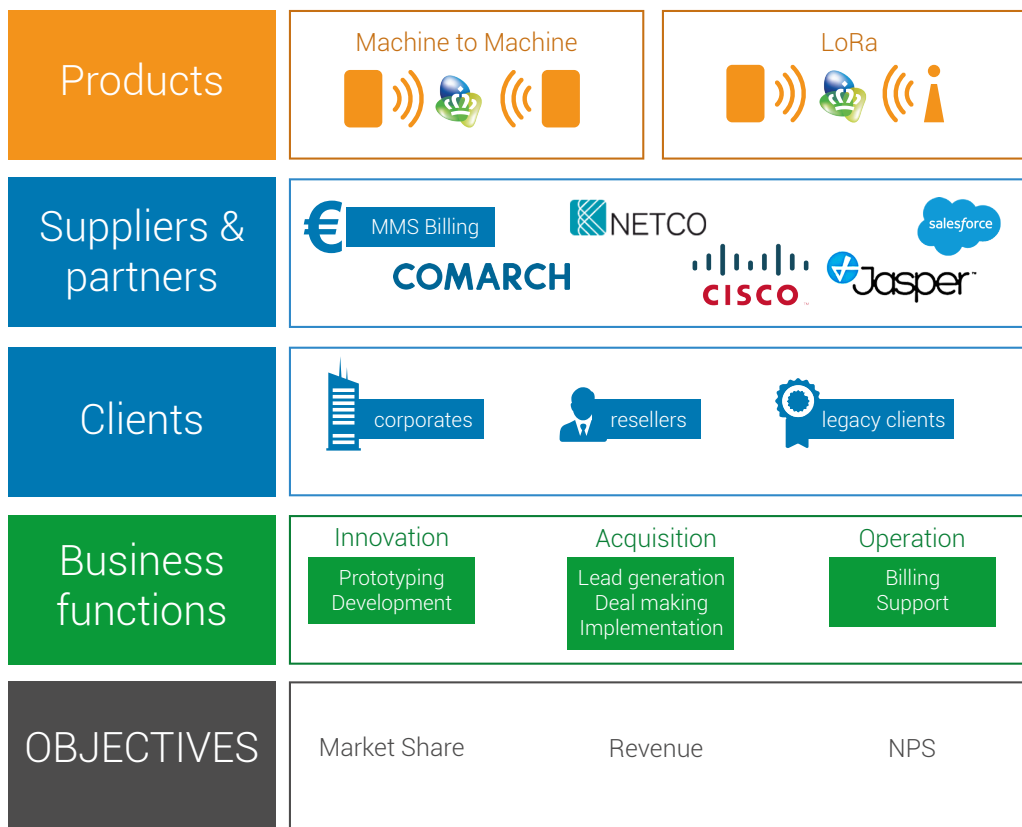 Products
Machine to Machine
LoRa
Suppliers &
partners
€
MMS Billing
NETCO
salesforce
COMARCH
CISCO
Jasper™
Clients
corporates
resellers
legacy clients
Business
functions
Innovation
Prototyping
Development
Acquisition
Lead generation
Deal making
Implementation
Operation
Billing
Support
OBJECTIVES
Market Share
Revenue
NPS